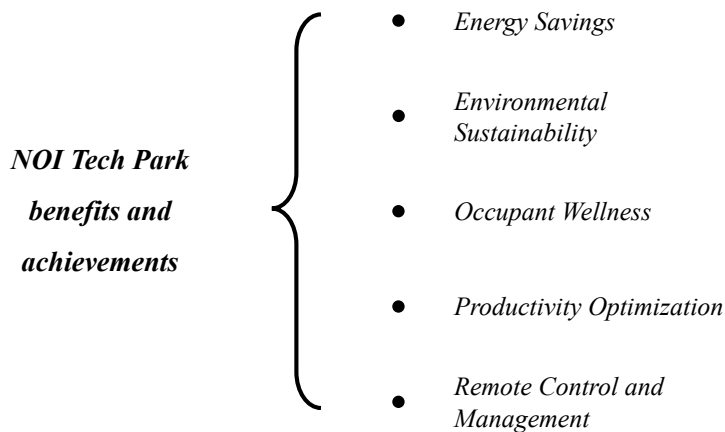 NOI Tech Park
benefits and
achievements
● Energy Savings
● Environmental
Sustainability
● Occupant Wellness
● Productivity Optimization
● Remote Control and
Management